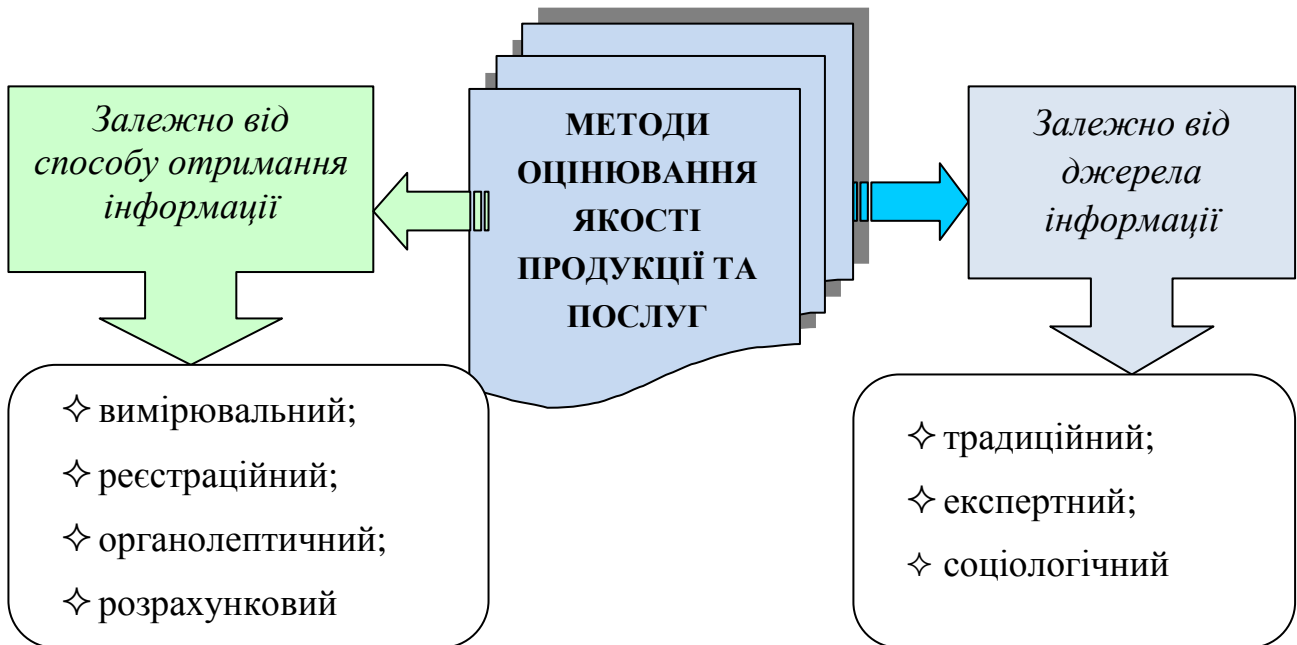 Залежно від
способу отримання
інформації
МЕТОДИ
ОЦІНЮВАННЯ
ЯКОСТІ
ПРОДУКЦІЇ ТА
ПОСЛУГ
Залежно від
джерела
інформації
✧ вимірювальний;
✧ реєстраційний;
✧ органолептичний;
✧ розрахунковий
✧ традиційний;
✧ експертний;
✧ соціологічний